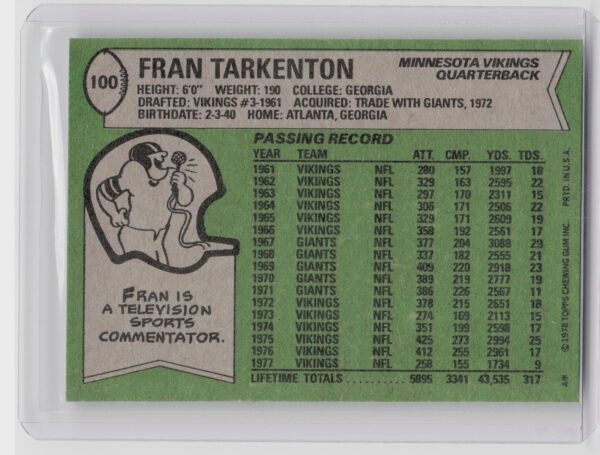 100
FRAN TARKENTON
MINNESOTA VIKINGS
QUARTERBACK
HEIGHT: 6'0" WEIGHT: 190 COLLEGE: GEORGIA
DRAFTED: VIKINGS #3-1961 ACQUIRED: TRADE WITH GIANTS, 1972
BIRTHDATE: 2-3-40 HOME: ATLANTA, GEORGIA
PASSING RECORD
YEAR TEAM ATT. CMP. YDS. TDS.
1961 VIKINGS NFL 280 157 1997 18
1962 VIKINGS NFL 329 163 2595 22
1963 VIKINGS NFL 297 170 2311 15
1964 VIKINGS NFL 306 171 2506 22
1965 VIKINGS NFL 329 171 2609 19
1966 VIKINGS NFL 358 192 2561 17
1967 GIANTS NFL 377 204 3088 29
1968 GIANTS NFL 337 182 2555 21
1969 GIANTS NFL 409 220 2918 23
1970 GIANTS NFL 389 219 2777 19
1971 GIANTS NFL 386 226 2567 11
1972 VIKINGS NFL 378 215 2651 18
1973 VIKINGS NFL 274 169 2113 15
1974 VIKINGS NFL 351 199 2598 17
1975 VIKINGS NFL 425 273 2994 25
1976 VIKINGS NFL 412 255 2961 17
1977 VIKINGS NFL 258 155 1734 9
LIFETIME TOTALS .......... 5895 3341 43,535 317
FRAN IS
A TELEVISION
SPORTS
COMMENTATOR.
A* © 1978 TOPPS CHEWING GUM INC. PRTD. IN U.S.A.